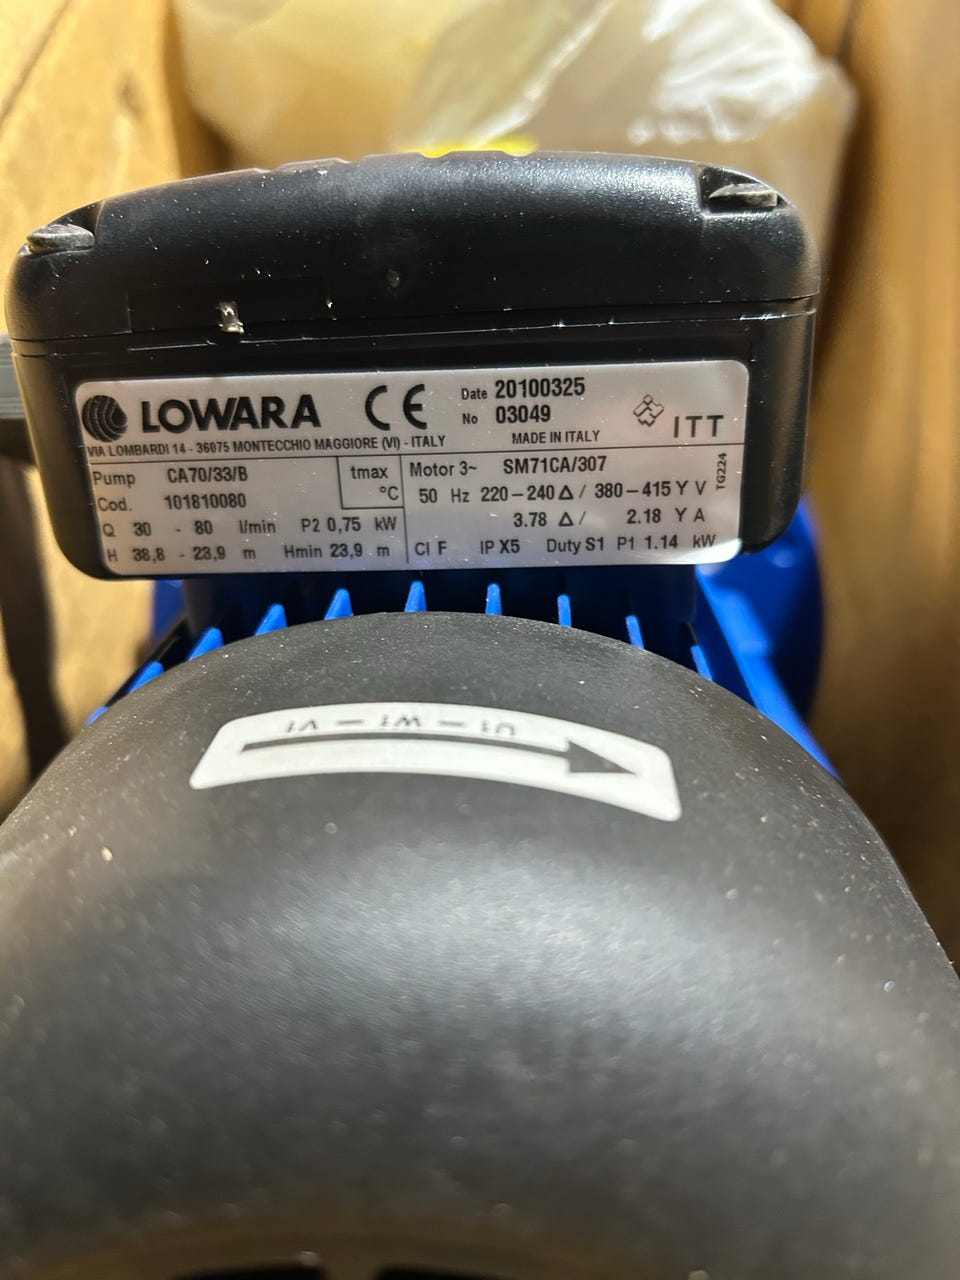 LOWARA CE Date 20100325
No 03049
ITT
VIA LOMBARDI 14 - 36075 MONTECCHIO MAGGIORE (VI) - ITALY MADE IN ITALY
Pump CA70/33/B tmax Motor 3~ SM71CA/307
Cod. 101810080 °C 50 Hz 220-240 Δ / 380-415 Y V
Q 30 - 80 l/min P2 0,75 kW 3.78 Δ / 2.18 Y A
H 38,8 - 23,9 m Hmin 23,9 m Cl F IP X5 Duty S1 P1 1.14 kW
TG224
U1 — W1 — V1